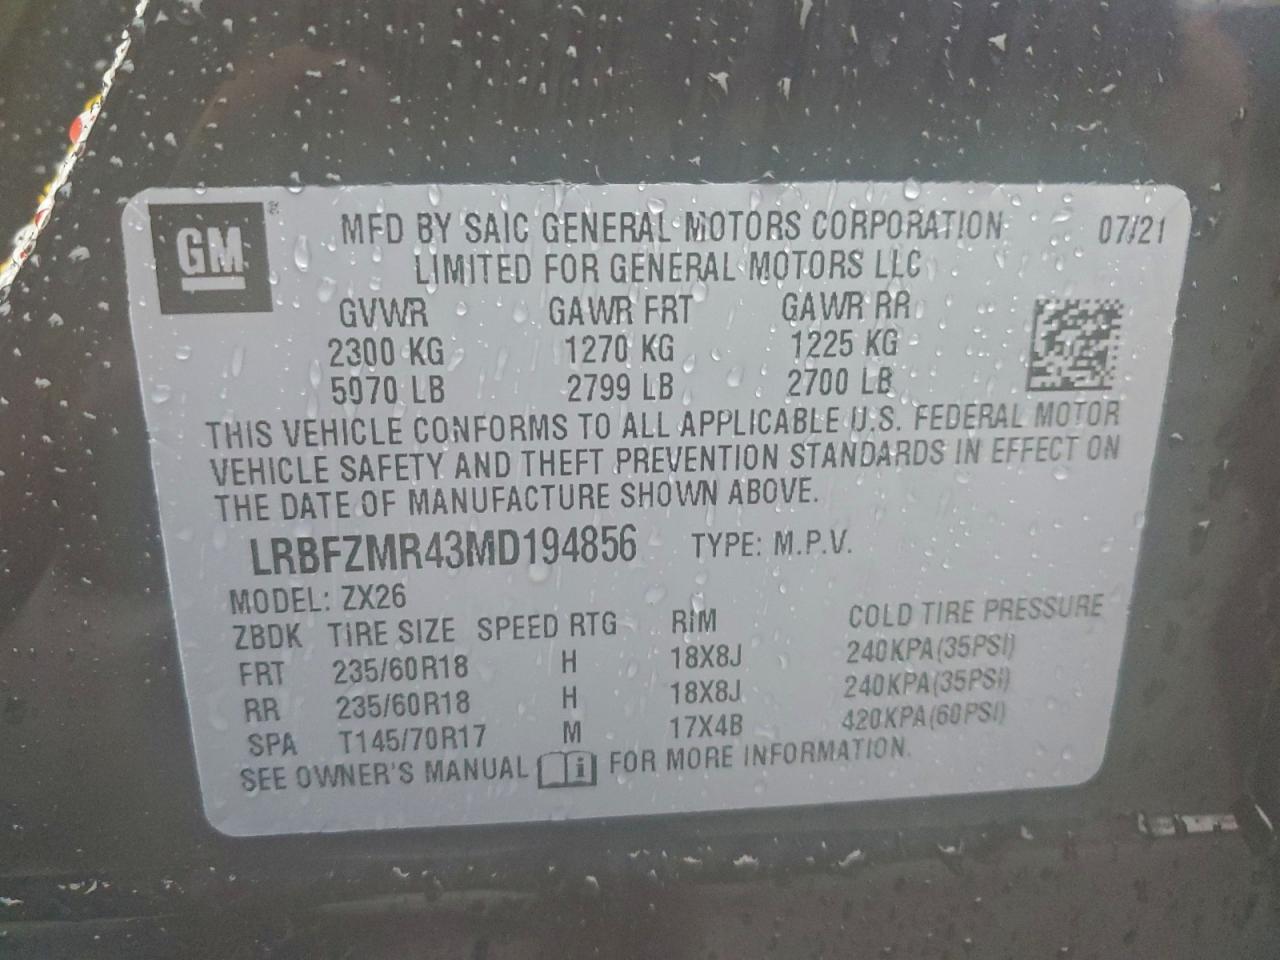 GM
MFD BY SAIC GENERAL MOTORS CORPORATION 07/21
LIMITED FOR GENERAL MOTORS LLC
GVWR GAWR FRT GAWR RR
2300 KG 1270 KG 1225 KG
5070 LB 2799 LB 2700 LB
THIS VEHICLE CONFORMS TO ALL APPLICABLE U.S. FEDERAL MOTOR
VEHICLE SAFETY AND THEFT PREVENTION STANDARDS IN EFFECT ON
THE DATE OF MANUFACTURE SHOWN ABOVE.
LRBFZMR43MD194856 TYPE: M.P.V.
MODEL: ZX26
ZBDK TIRE SIZE SPEED RTG RIM COLD TIRE PRESSURE
FRT 235/60R18 H 18X8J 240KPA(35PSI)
RR 235/60R18 H 18X8J 240KPA(35PSI)
SPA T145/70R17 M 17X4B 420KPA(60PSI)
SEE OWNER'S MANUAL i FOR MORE INFORMATION.